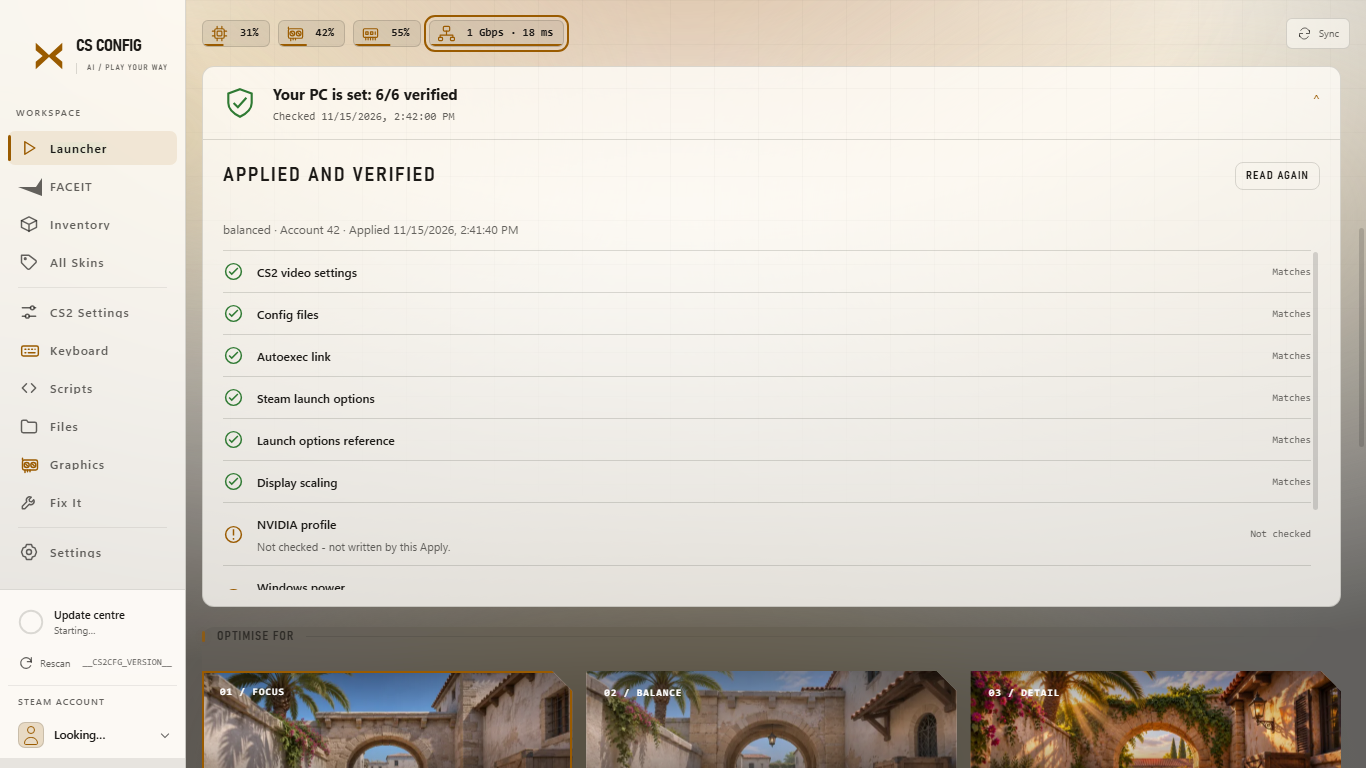 CS CONFIG
AI / PLAY YOUR WAY
WORKSPACE
Launcher
FACEIT
Inventory
All Skins
CS2 Settings
Keyboard
Scripts
Files
Graphics
Fix It
Settings
Update centre
Starting…
Rescan
__CS2CFG_VERSION__
STEAM ACCOUNT
Looking…
31%
42%
55%
1 Gbps · 18 ms
Sync
Your PC is set: 6/6 verified
Checked 11/15/2026, 2:42:00 PM
^
APPLIED AND VERIFIED
READ AGAIN
balanced · Account 42 · Applied 11/15/2026, 2:41:40 PM
CS2 video settings Matches
Config files Matches
Autoexec link Matches
Steam launch options Matches
Launch options reference Matches
Display scaling Matches
NVIDIA profile Not checked
Not checked - not written by this Apply.
Windows power
OPTIMISE FOR
01 / FOCUS
02 / BALANCE
03 / DETAIL